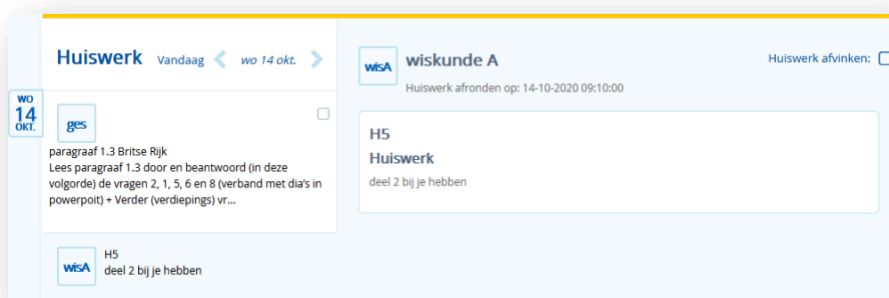 Huiswerk Vandaag wo 14 okt.
WO
14
OKT.
ges
paragraaf 1.3 Britse Rijk
Lees paragraaf 1.3 door en beantwoord (in deze
volgorde) de vragen 2, 1, 5, 6 en 8 (verband met dia's in
powerpoit) + Verder (verdiepings) vr...
wisA
H5
deel 2 bij je hebben
wisA
wiskunde A
Huiswerk afvinken:
Huiswerk afronden op: 14-10-2020 09:10:00
H5
Huiswerk
deel 2 bij je hebben